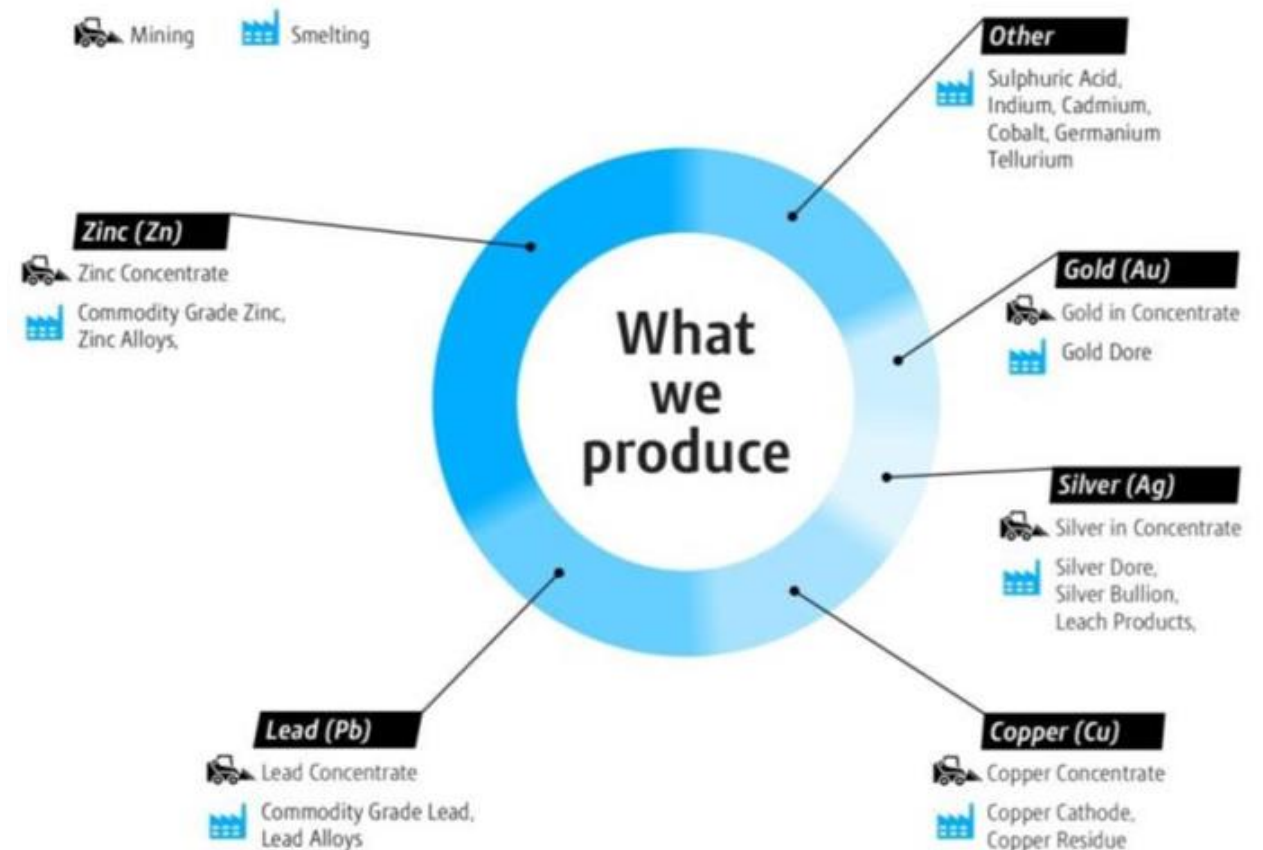 Mining
Smelting
Other
Sulphuric Acid,
Indium, Cadmium,
Cobalt, Germanium
Tellurium
Zinc (Zn)
Zinc Concentrate
Commodity Grade Zinc,
Zinc Alloys,
What
we
produce
Gold (Au)
Gold in Concentrate
Gold Dore
Silver (Ag)
Silver in Concentrate
Silver Dore,
Silver Bullion,
Leach Products,
Lead (Pb)
Lead Concentrate
Commodity Grade Lead,
Lead Alloys
Copper (Cu)
Copper Concentrate
Copper Cathode,
Copper Residue